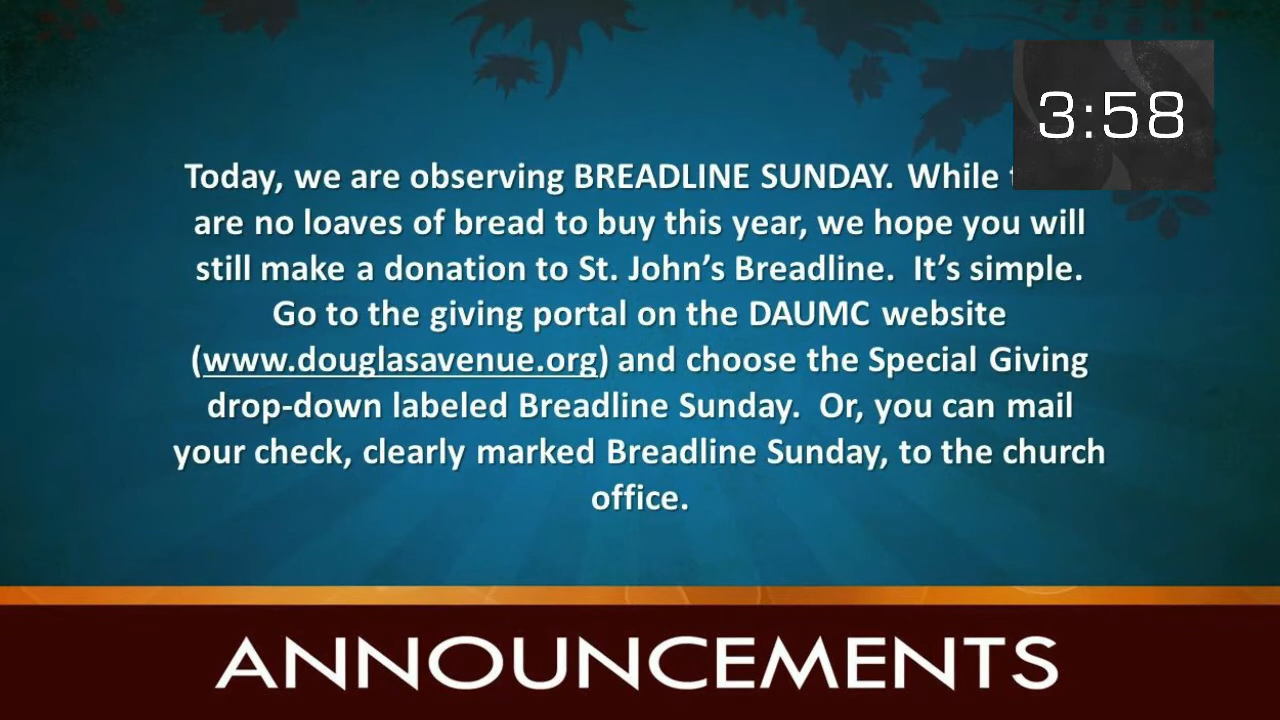 3:58
Today, we are observing BREADLINE SUNDAY. While
are no loaves of bread to buy this year, we hope you will
still make a donation to St. John’s Breadline. It’s simple.
Go to the giving portal on the DAUMC website
(www.douglasavenue.org) and choose the Special Giving
drop-down labeled Breadline Sunday. Or, you can mail
your check, clearly marked Breadline Sunday, to the church
office.
ANNOUNCEMENTS